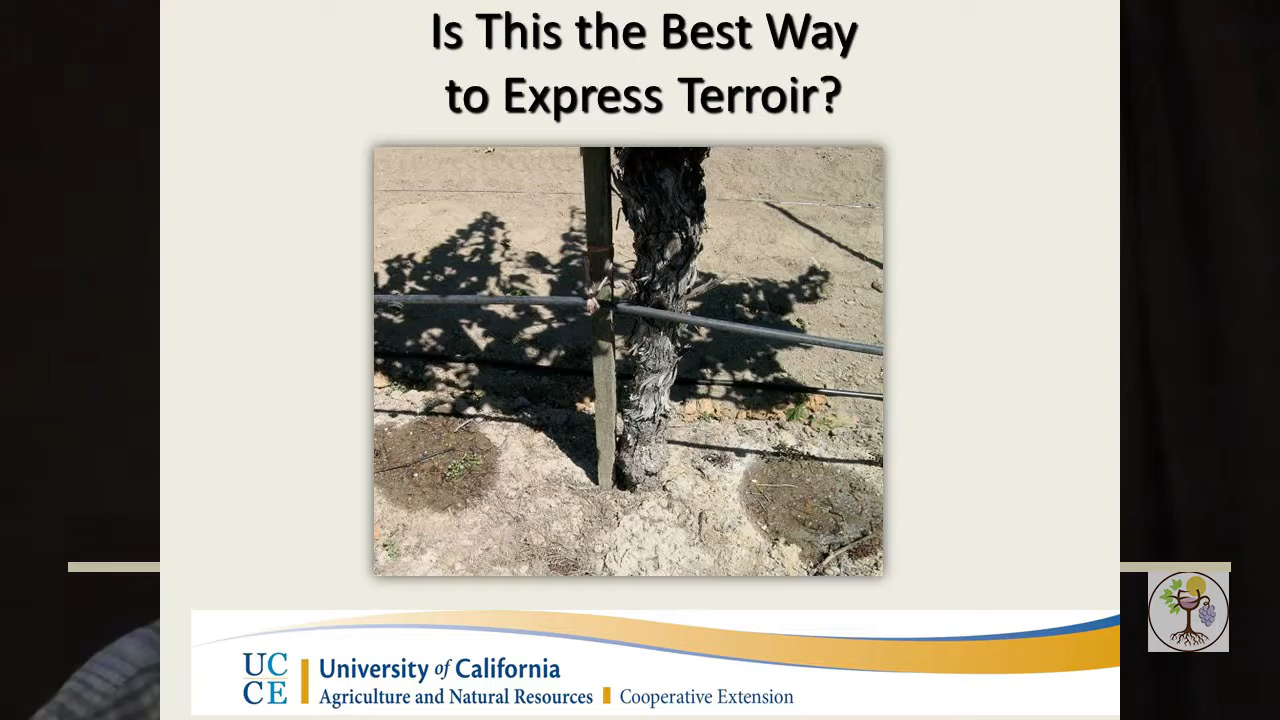 Is This the Best Way
to Express Terroir?
UC
CE
University of California
Agriculture and Natural Resources
Cooperative Extension